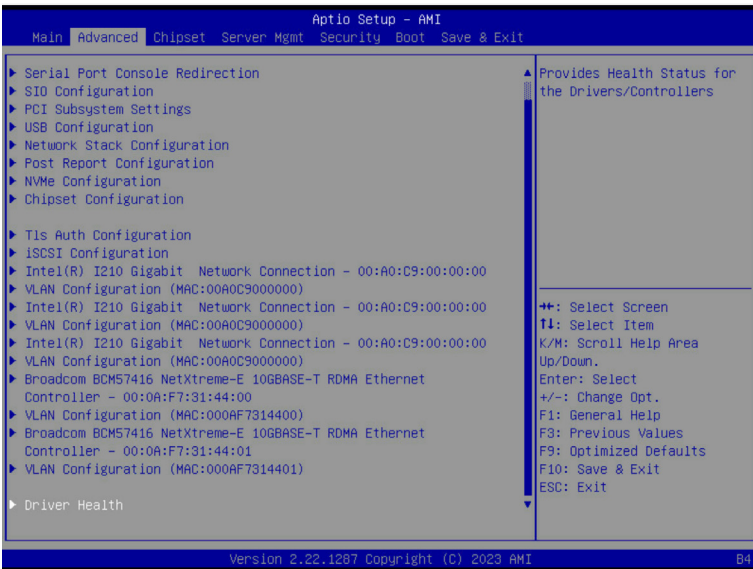 Aptio Setup – AMI
Main Advanced Chipset Server Mgmt Security Boot Save & Exit
Serial Port Console Redirection
SIO Configuration
PCI Subsystem Settings
USB Configuration
Network Stack Configuration
Post Report Configuration
NVMe Configuration
Chipset Configuration
Tls Auth Configuration
iSCSI Configuration
Intel(R) I210 Gigabit  Network Connection – 00:A0:C9:00:00:00
VLAN Configuration (MAC:00A0C9000000)
Intel(R) I210 Gigabit  Network Connection – 00:A0:C9:00:00:00
VLAN Configuration (MAC:00A0C9000000)
Intel(R) I210 Gigabit  Network Connection – 00:A0:C9:00:00:00
VLAN Configuration (MAC:00A0C9000000)
Broadcom BCM57416 NetXtreme–E 10GBASE–T RDMA Ethernet
Controller – 00:0A:F7:31:44:00
VLAN Configuration (MAC:000AF7314400)
Broadcom BCM57416 NetXtreme–E 10GBASE–T RDMA Ethernet
Controller – 00:0A:F7:31:44:01
VLAN Configuration (MAC:000AF7314401)
Driver Health
Provides Health Status for
the Drivers/Controllers
→←: Select Screen
↑↓: Select Item
K/M: Scroll Help Area
Up/Down.
Enter: Select
+/–: Change Opt.
F1: General Help
F3: Previous Values
F9: Optimized Defaults
F10: Save & Exit
ESC: Exit
Version 2.22.1287 Copyright (C) 2023 AMI
B4